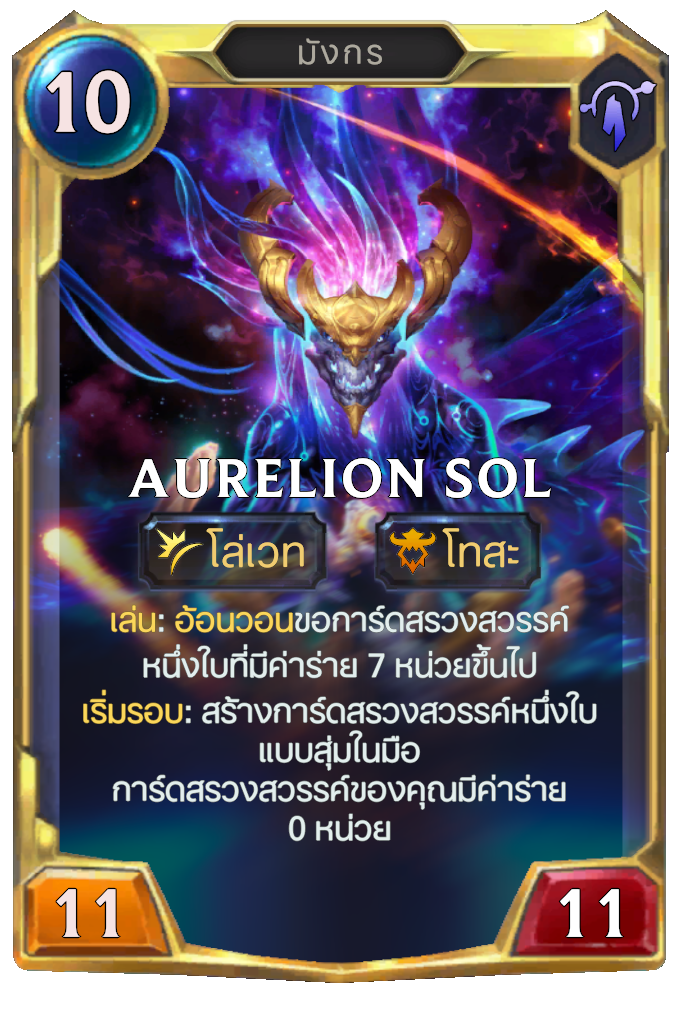 มังกร
10
AURELION SOL
โล่เวท
โทสะ
เล่น: อ้อนวอนขอการ์ดสรวงสวรรค์
หนึ่งใบที่มีค่าร่าย 7 หน่วยขึ้นไป
เริ่มรอบ: สร้างการ์ดสรวงสวรรค์หนึ่งใบ
แบบสุ่มในมือ
การ์ดสรวงสวรรค์ของคุณมีค่าร่าย
0 หน่วย
11
11